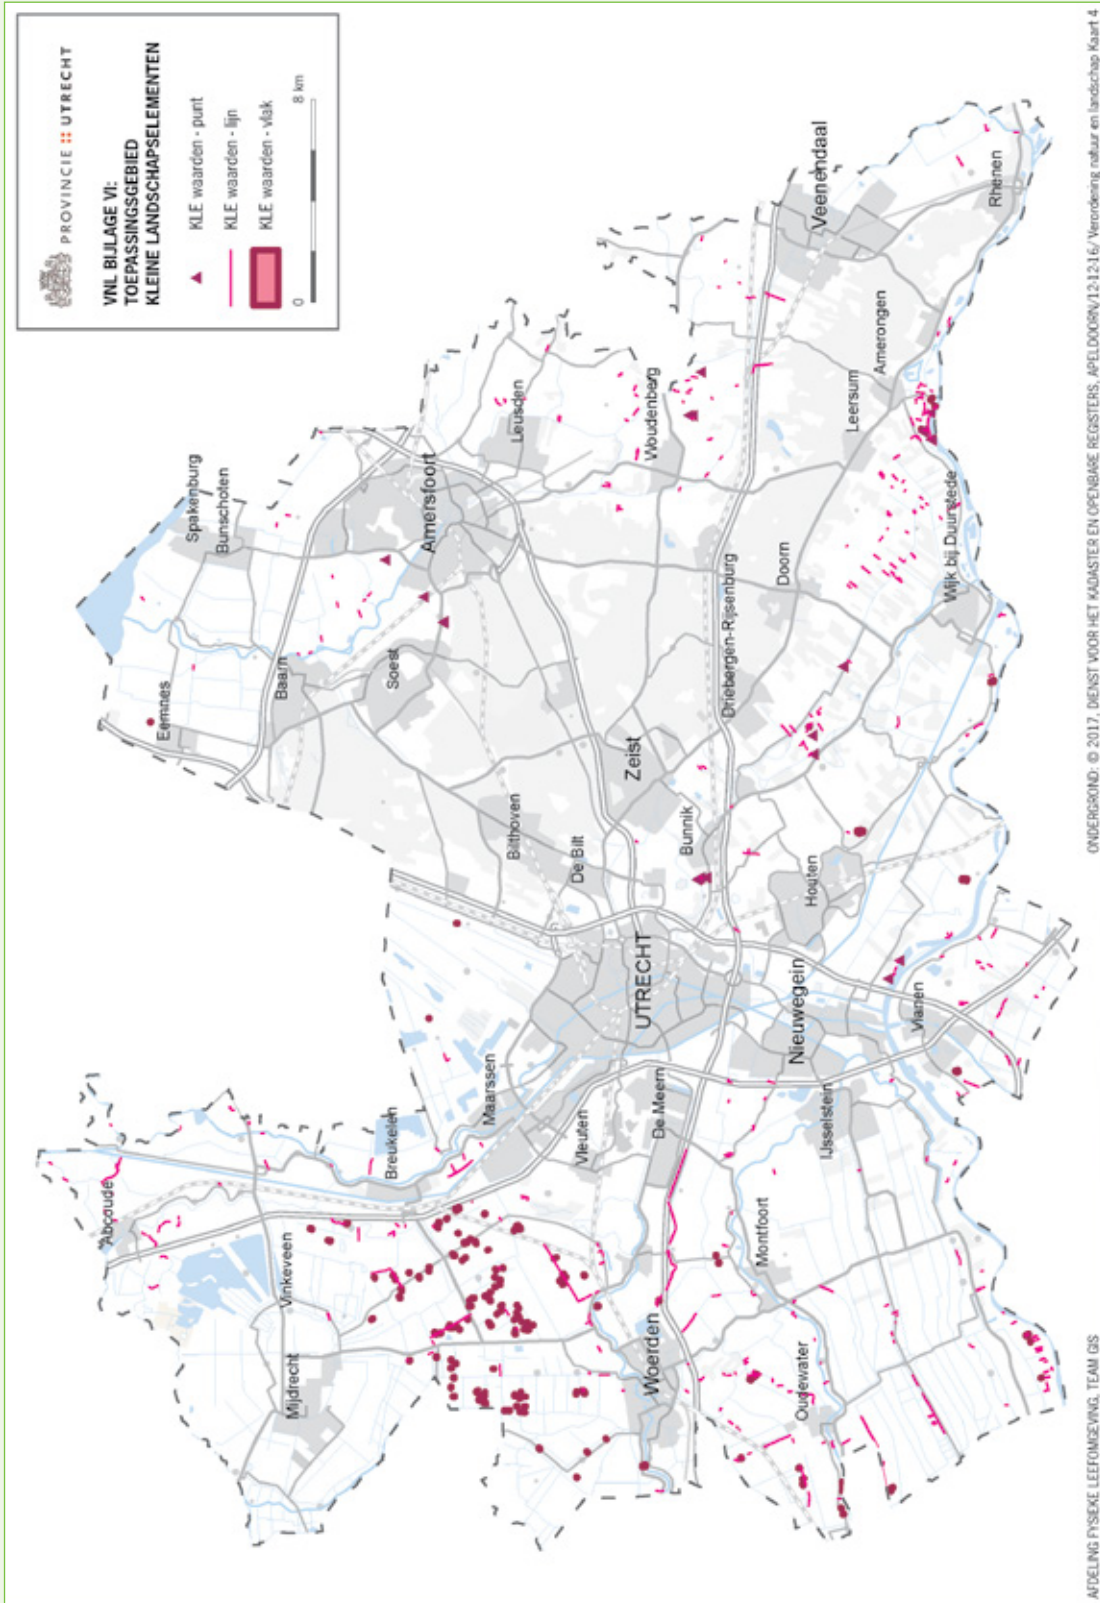 PROVINCIE :: UTRECHT
VNL BIJLAGE VI:
TOEPASSINGSGEBIED
KLEINE LANDSCHAPSELEMENTEN
KLE waarden - punt
KLE waarden - lijn
KLE waarden - vlak
0 8 km
Spakenburg
Bunschoten
Eemnes
Baarn
Soest
Amersfoort
Leusden
Woudenberg
Veenendaal
Rhenen
Amerongen
Leersum
Doorn
Driebergen-Rijsenburg
Wijk bij Duurstede
Zeist
Bilthoven
De Bilt
Bunnik
Houten
UTRECHT
Nieuwegein
Vianen
IJsselstein
Maarssen
Vleuten
De Meern
Breukelen
Abcoude
Vinkeveen
Mijdrecht
Woerden
Montfoort
Oudewater
AFDELING FYSIEKE LEEFOMGEVING, TEAM GIS
ONDERGROND: © 2017, DIENST VOOR HET KADASTER EN OPENBARE REGISTERS, APELDOORN/12-12-16/ Verordening natuur en landschap Kaart 4